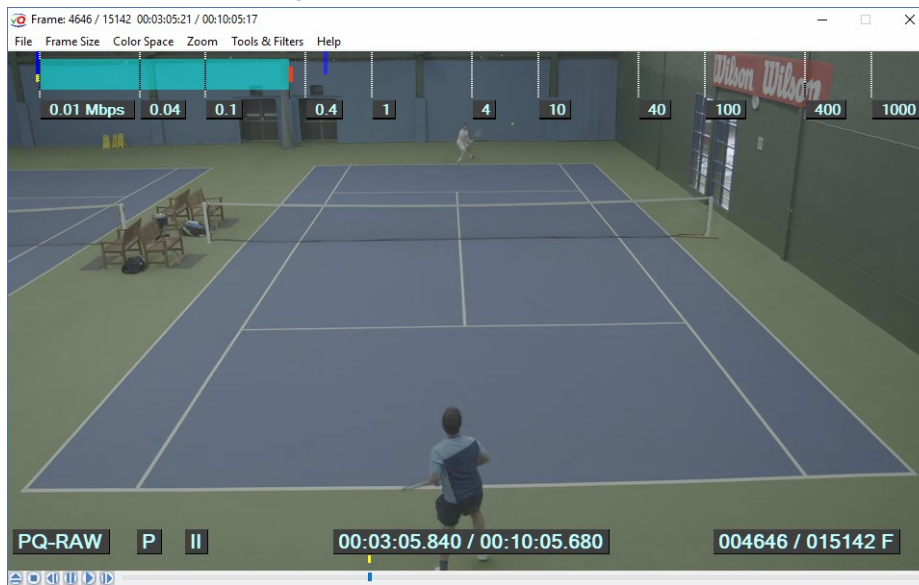 Frame: 4646 / 15142 00:03:05:21 / 00:10:05:17
File Frame Size Color Space Zoom Tools & Filters Help
Wilson Wilson
0.01 Mbps 0.04 0.1 0.4 1 4 10 40 100 400 1000
PQ-RAW P II 00:03:05.840 / 00:10:05.680 004646 / 015142 F